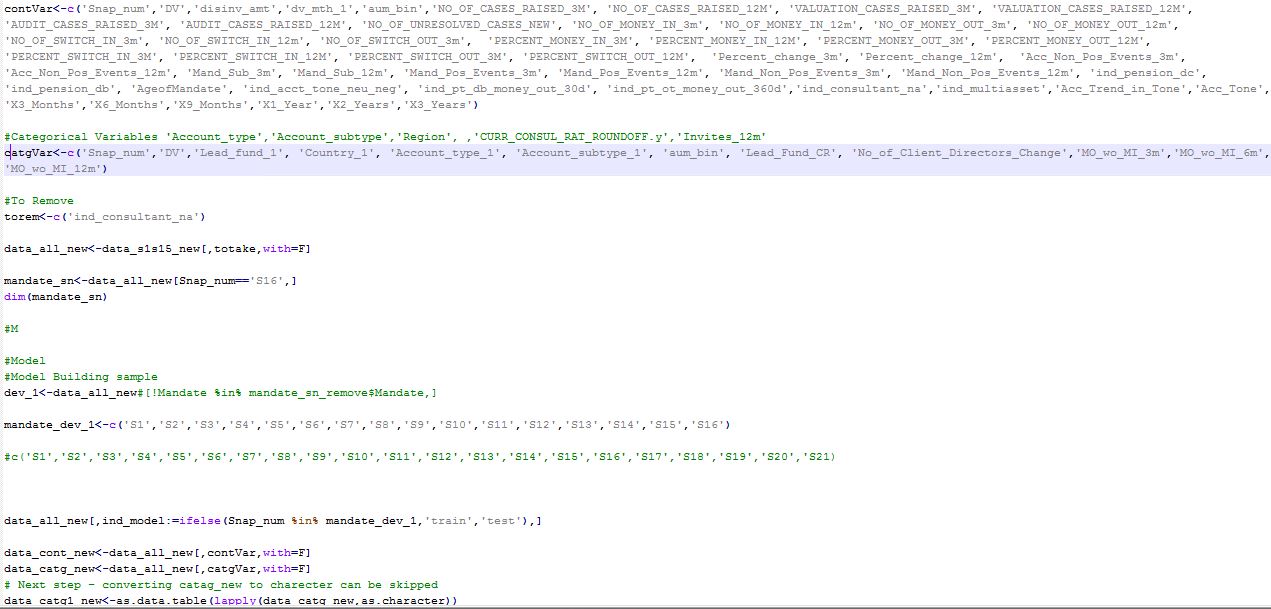 contVar<-c('Snap_num','DV','disinv_amt','dv_mth_1','aum_bin','NO_OF_CASES_RAISED_3M', 'NO_OF_CASES_RAISED_12M', 'VALUATION_CASES_RAISED_3M', 'VALUATION_CASES_RAISED_12M',
'AUDIT_CASES_RAISED_3M', 'AUDIT_CASES_RAISED_12M', 'NO_OF_UNRESOLVED_CASES_NEW', 'NO_OF_MONEY_IN_3m', 'NO_OF_MONEY_IN_12m', 'NO_OF_MONEY_OUT_3m', 'NO_OF_MONEY_OUT_12m',
'NO_OF_SWITCH_IN_3m', 'NO_OF_SWITCH_IN_12m', 'NO_OF_SWITCH_OUT_3m',  'PERCENT_MONEY_IN_3M', 'PERCENT_MONEY_IN_12M', 'PERCENT_MONEY_OUT_3M', 'PERCENT_MONEY_OUT_12M',
'PERCENT_SWITCH_IN_3M', 'PERCENT_SWITCH_IN_12M', 'PERCENT_SWITCH_OUT_3M', 'PERCENT_SWITCH_OUT_12M',  'Percent_change_3m', 'Percent_change_12m',  'Acc_Non_Pos_Events_3m',
'Acc_Non_Pos_Events_12m', 'Mand_Sub_3m', 'Mand_Sub_12m', 'Mand_Pos_Events_3m', 'Mand_Pos_Events_12m', 'Mand_Non_Pos_Events_3m', 'Mand_Non_Pos_Events_12m', 'ind_pension_dc',
'ind_pension_db', 'AgeofMandate', 'ind_acct_tone_neu_neg', 'ind_pt_db_money_out_30d', 'ind_pt_ot_money_out_360d','ind_consultant_na','ind_multiasset','Acc_Trend_in_Tone','Acc_Tone',
'X3_Months','X6_Months','X9_Months','X1_Year','X2_Years','X3_Years')
#Categorical Variables 'Account_type','Account_subtype','Region', ,'CURR_CONSUL_RAT_ROUNDOFF.y','Invites_12m'
catgVar<-c('Snap_num','DV','Lead_fund_1', 'Country_1', 'Account_type_1', 'Account_subtype_1', 'aum_bin', 'Lead_Fund_CR', 'No_of_Client_Directors_Change','MO_wo_MI_3m','MO_wo_MI_6m',
'MO_wo_MI_12m')
#To Remove
torem<-c('ind_consultant_na')
data_all_new<-data_s1s15_new[,totake,with=F]
mandate_sn<-data_all_new[Snap_num=='S16',]
dim(mandate_sn)
#M
#Model
#Model Building sample
dev_1<-data_all_new#[!Mandate %in% mandate_sn_remove$Mandate,]
mandate_dev_1<-c('S1','S2','S3','S4','S5','S6','S7','S8','S9','S10','S11','S12','S13','S14','S15','S16')
#c('S1','S2','S3','S4','S5','S6','S7','S8','S9','S10','S11','S12','S13','S14','S15','S16','S17','S18','S19','S20','S21)
data_all_new[,ind_model:=ifelse(Snap_num %in% mandate_dev_1,'train','test'),]
data_cont_new<-data_all_new[,contVar,with=F]
data_catg_new<-data_all_new[,catgVar,with=F]
# Next step - converting catag_new to charecter can be skipped
data_catg1_new<-as.data.table(lapply(data_catg_new,as.character))